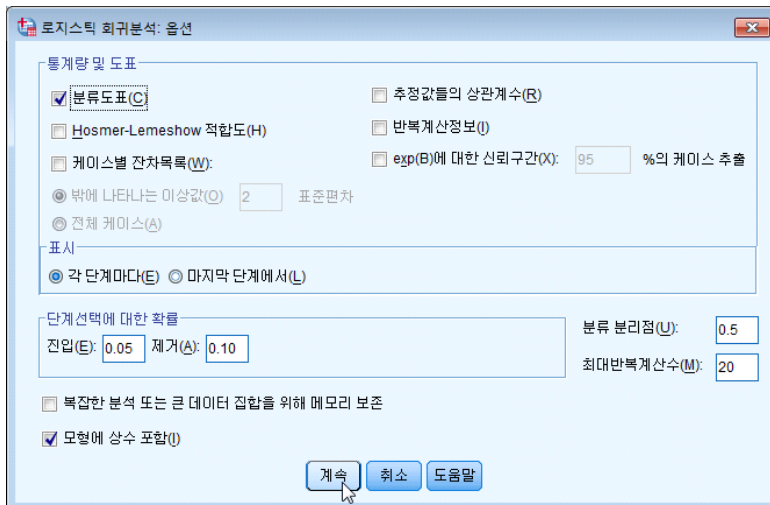 로지스틱 회귀분석: 옵션
통계량 및 도표
분류도표(C)
추정값들의 상관계수(R)
Hosmer-Lemeshow 적합도(H)
반복계산정보(I)
케이스별 잔차목록(W):
exp(B)에 대한 신뢰구간(X): 95 %의 케이스 추출
밖에 나타나는 이상값(O) 2 표준편차
전체 케이스(A)
표시
각 단계마다(E) 마지막 단계에서(L)
단계선택에 대한 확률
진입(E): 0.05 제거(A): 0.10
분류 분리점(U): 0.5
최대반복계산수(M): 20
복잡한 분석 또는 큰 데이터 집합을 위해 메모리 보존
모형에 상수 포함(I)
계속 취소 도움말